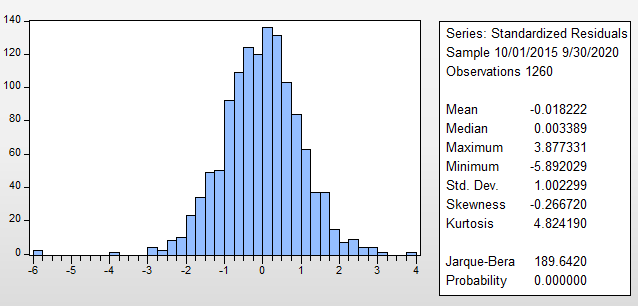 140
120
100
80
60
40
20
0
-6 -5 -4 -3 -2 -1 0 1 2 3 4
Series: Standardized Residuals
Sample 10/01/2015 9/30/2020
Observations 1260
Mean -0.018222
Median 0.003389
Maximum 3.877331
Minimum -5.892029
Std. Dev. 1.002299
Skewness -0.266720
Kurtosis 4.824190
Jarque-Bera 189.6420
Probability 0.000000